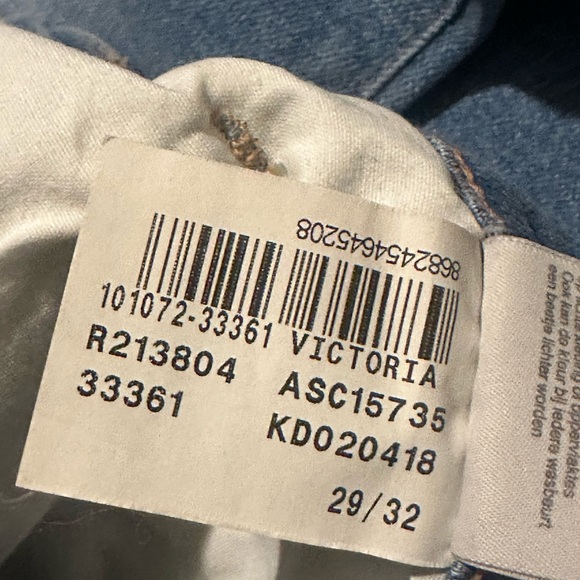 8682454645208
101072-33361 VICTORIA
R213804 ASC15735
33361 KD020418
29/32
oppervlaktes
Ook kan de kleur bij iedere wasbeurt
een beetje lichter worden